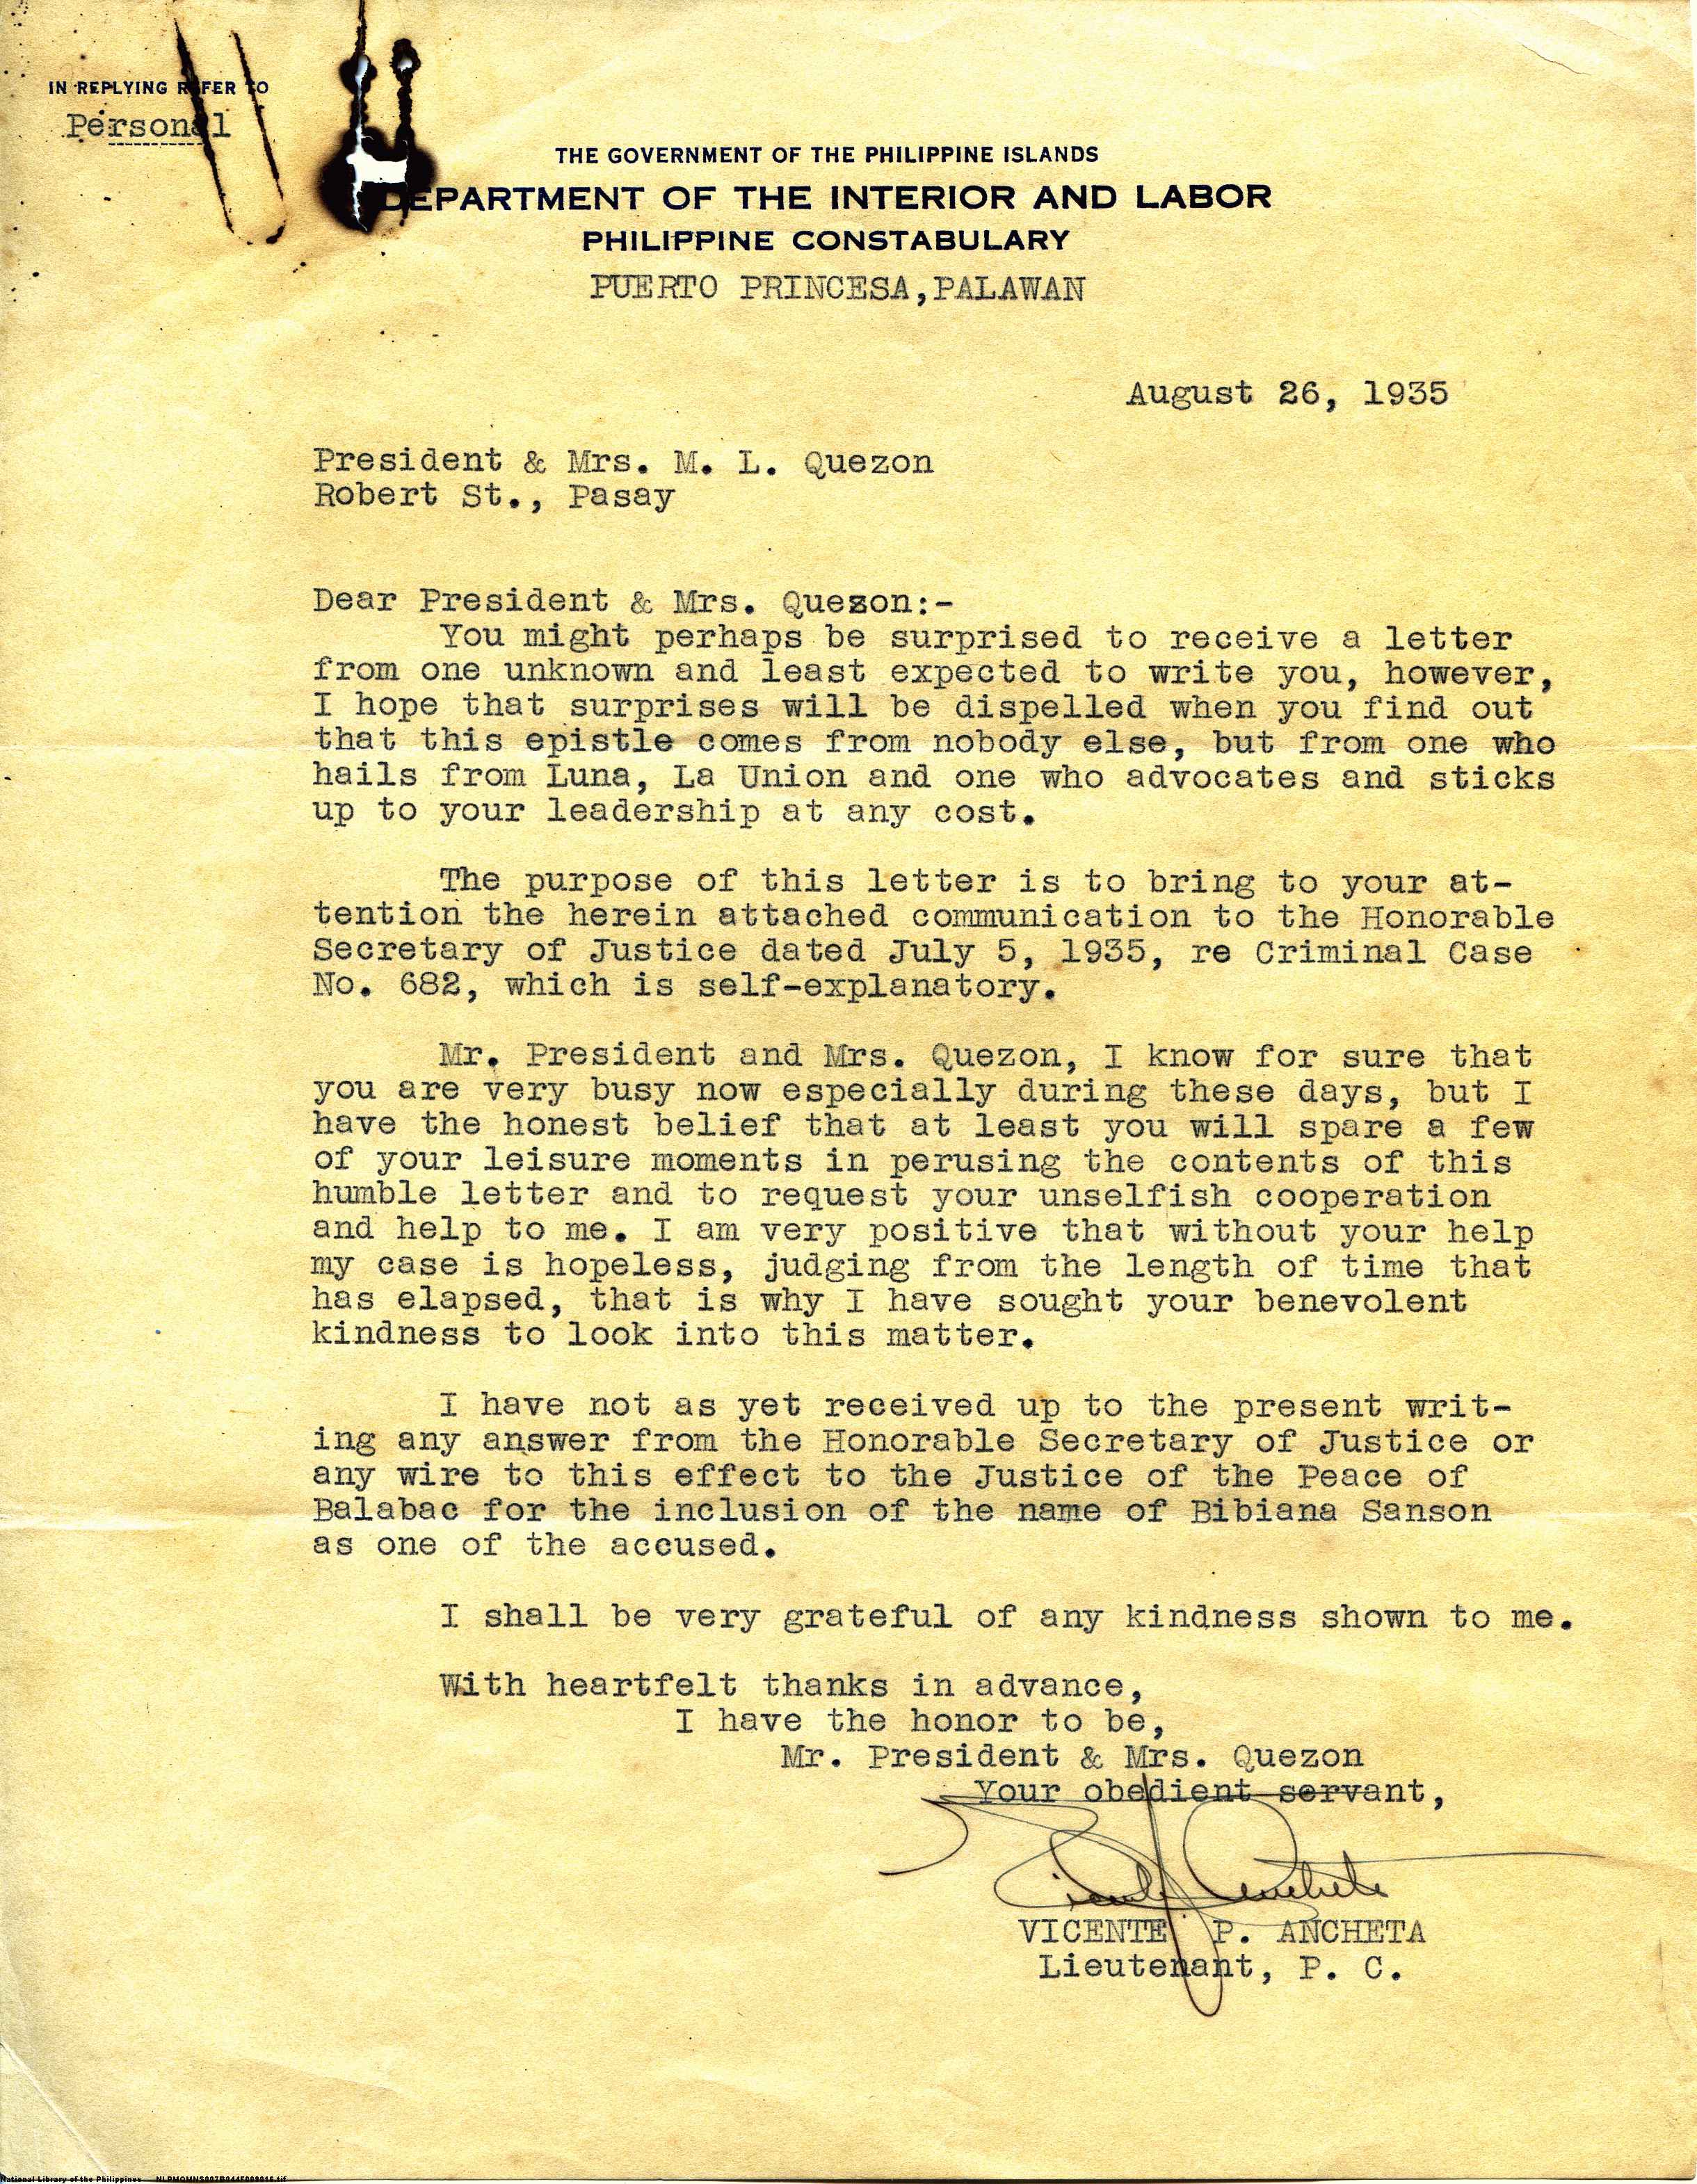 IN REPLYING REFER TO
Personal
THE GOVERNMENT OF THE PHILIPPINE ISLANDS
DEPARTMENT OF THE INTERIOR AND LABOR
PHILIPPINE CONSTABULARY
PUERTO PRINCESA,PALAWAN
August 26, 1935
President & Mrs. M. L. Quezon
Robert St., Pasay
Dear President & Mrs. Quezon:-
You might perhaps be surprised to receive a letter
from one unknown and least expected to write you, however,
I hope that surprises will be dispelled when you find out
that this epistle comes from nobody else, but from one who
hails from Luna, La Union and one who advocates and sticks
up to your leadership at any cost.
The purpose of this letter is to bring to your at-
tention the herein attached communication to the Honorable
Secretary of Justice dated July 5, 1935, re Criminal Case
No. 682, which is self-explanatory.
Mr. President and Mrs. Quezon, I know for sure that
you are very busy now especially during these days, but I
have the honest belief that at least you will spare a few
of your leisure moments in perusing the contents of this
humble letter and to request your unselfish cooperation
and help to me. I am very positive that without your help
my case is hopeless, judging from the length of time that
has elapsed, that is why I have sought your benevolent
kindness to look into this matter.
I have not as yet received up to the present writ-
ing any answer from the Honorable Secretary of Justice or
any wire to this effect to the Justice of the Peace of
Balabac for the inclusion of the name of Bibiana Sanson
as one of the accused.
I shall be very grateful of any kindness shown to me.
With heartfelt thanks in advance,
I have the honor to be,
Mr. President & Mrs. Quezon
Your obedient servant,
VICENTE P. ANCHETA
Lieutenant, P. C.
National Library of the Philippines